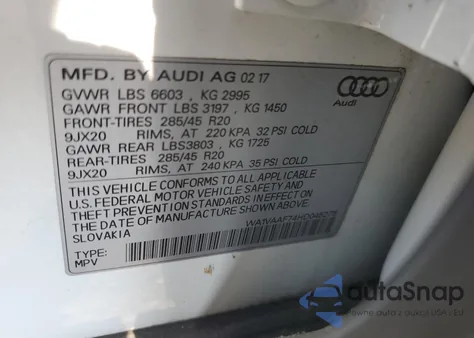 MFD. BY AUDI AG 02 17
GVWR LBS 6603 , KG 2995
GAWR FRONT LBS 3197 , KG 1450
FRONT-TIRES 285/45 R20
9JX20 RIMS, AT 220 KPA 32 PSI COLD
GAWR REAR LBS3803 , KG 1725
REAR-TIRES 285/45 R20
9JX20 RIMS, AT 240 KPA 35 PSI COLD
THIS VEHICLE CONFORMS TO ALL APPLICABLE
U.S. FEDERAL MOTOR VEHICLE SAFETY AND
THEFT PREVENTION STANDARDS IN EFFECT ON
THE DATE OF MANUFACTURE SHOWN ABOVE.
SLOVAKIA
TYPE:
MPV
Audi
autoSnap